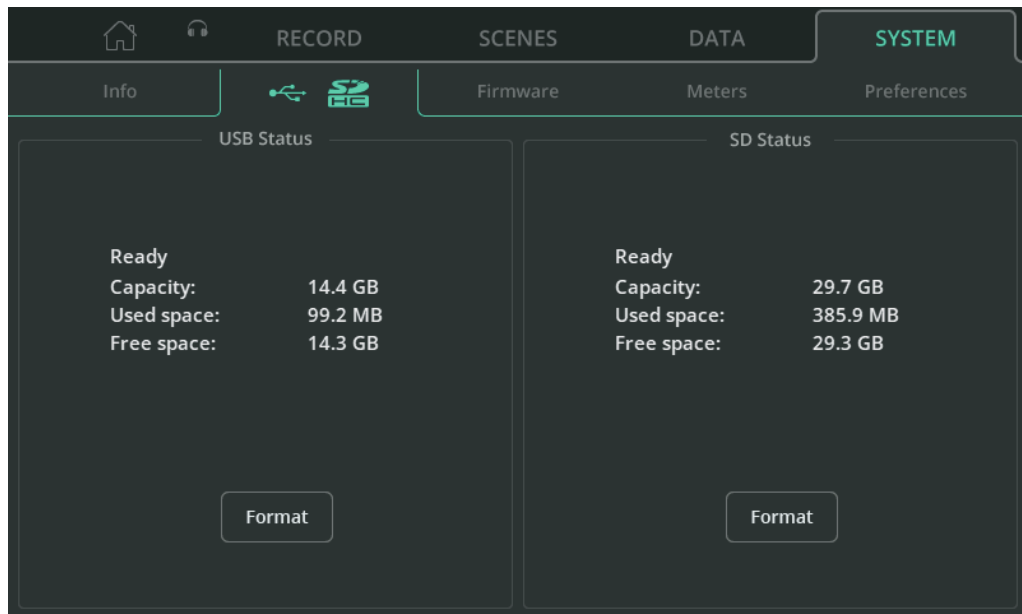 RECORD SCENES DATA SYSTEM
Info SD HC Firmware Meters Preferences
USB Status
Ready
Capacity: 14.4 GB
Used space: 99.2 MB
Free space: 14.3 GB
Format
SD Status
Ready
Capacity: 29.7 GB
Used space: 385.9 MB
Free space: 29.3 GB
Format